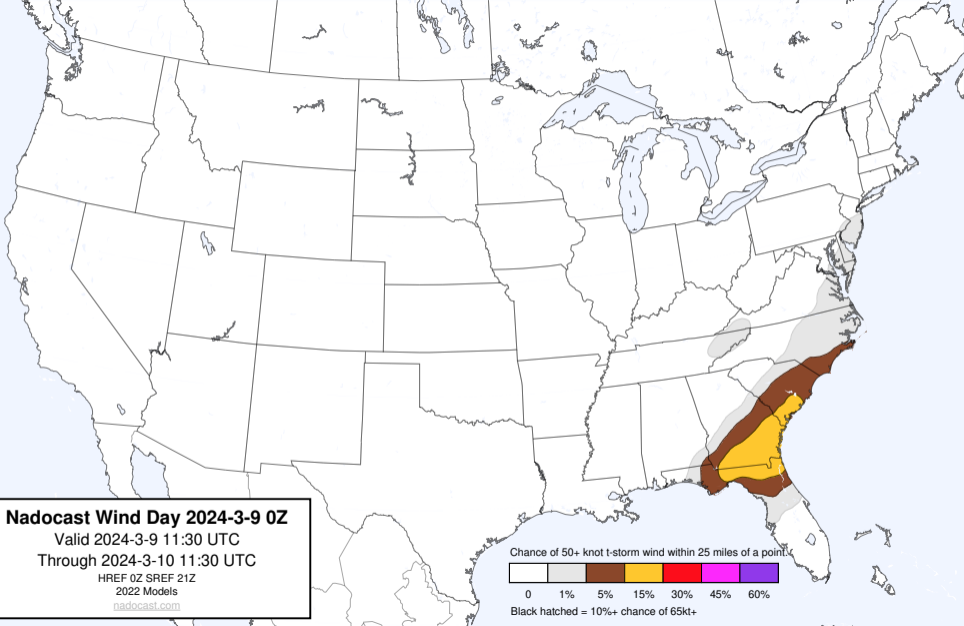 Nadocast Wind Day 2024-3-9 0Z
Valid 2024-3-9 11:30 UTC
Through 2024-3-10 11:30 UTC
HREF 0Z SREF 21Z
2022 Models
nadocast.com
Chance of 50+ knot t-storm wind within 25 miles of a point.
0 1% 5% 15% 30% 45% 60%
Black hatched = 10%+ chance of 65kt+